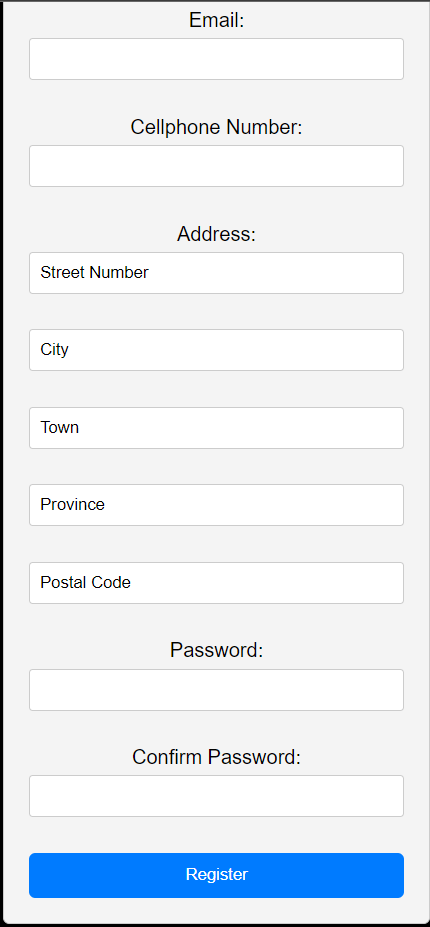 Email:
Cellphone Number:
Address:
Street Number
City
Town
Province
Postal Code
Password:
Confirm Password:
Register